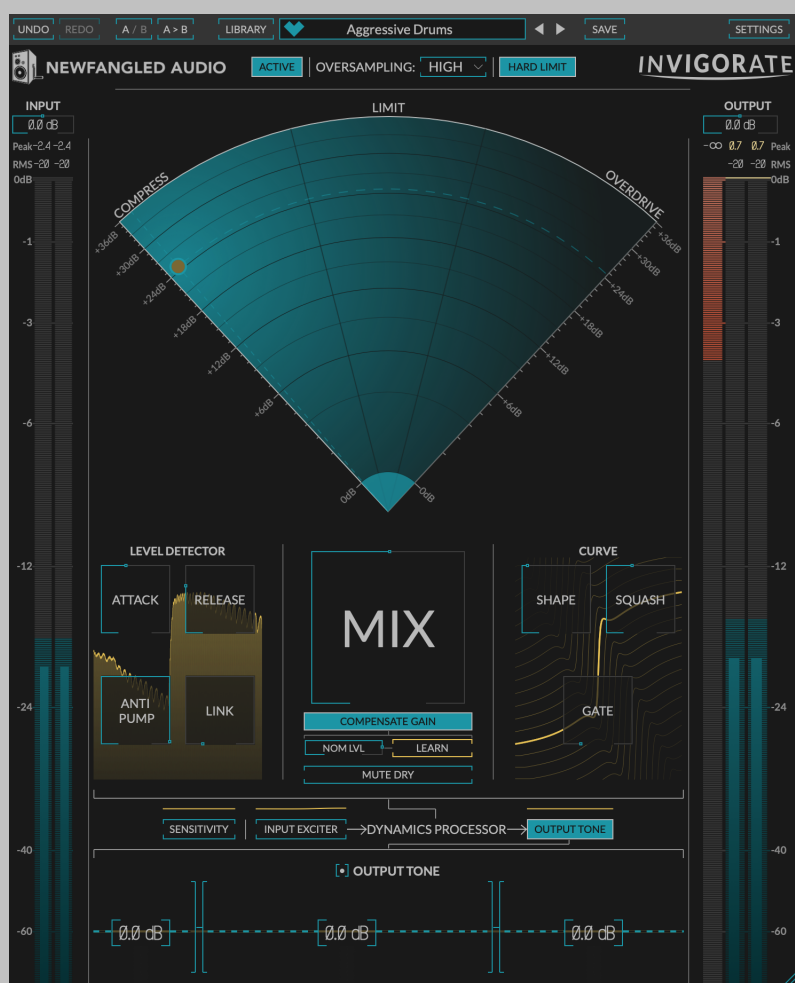 UNDO REDO A / B A > B LIBRARY Aggressive Drums SAVE SETTINGS
NEWFANGLED AUDIO ACTIVE OVERSAMPLING: HIGH HARD LIMIT INVIGORATE
INPUT LIMIT OUTPUT
0.0 dB 0.0 dB
Peak -2.4 -2.4 -∞ 0.7 0.7 Peak
RMS -20 -20 -20 -20 RMS
0dB 0dB
COMPRESS OVERDRIVE
+36dB +36dB
-1 -1
+30dB +30dB
+24dB +24dB
+18dB +18dB
-3 -3
+12dB +12dB
+6dB +6dB
-6 -6
0dB 0dB
LEVEL DETECTOR CURVE
-12 -12
ATTACK RELEASE MIX SHAPE SQUASH
-24 ANTI PUMP LINK GATE -24
COMPENSATE GAIN
NOM LVL LEARN
MUTE DRY
SENSITIVITY INPUT EXCITER DYNAMICS PROCESSOR OUTPUT TONE
-40 -40
OUTPUT TONE
-60 0.0 dB 0.0 dB 0.0 dB -60